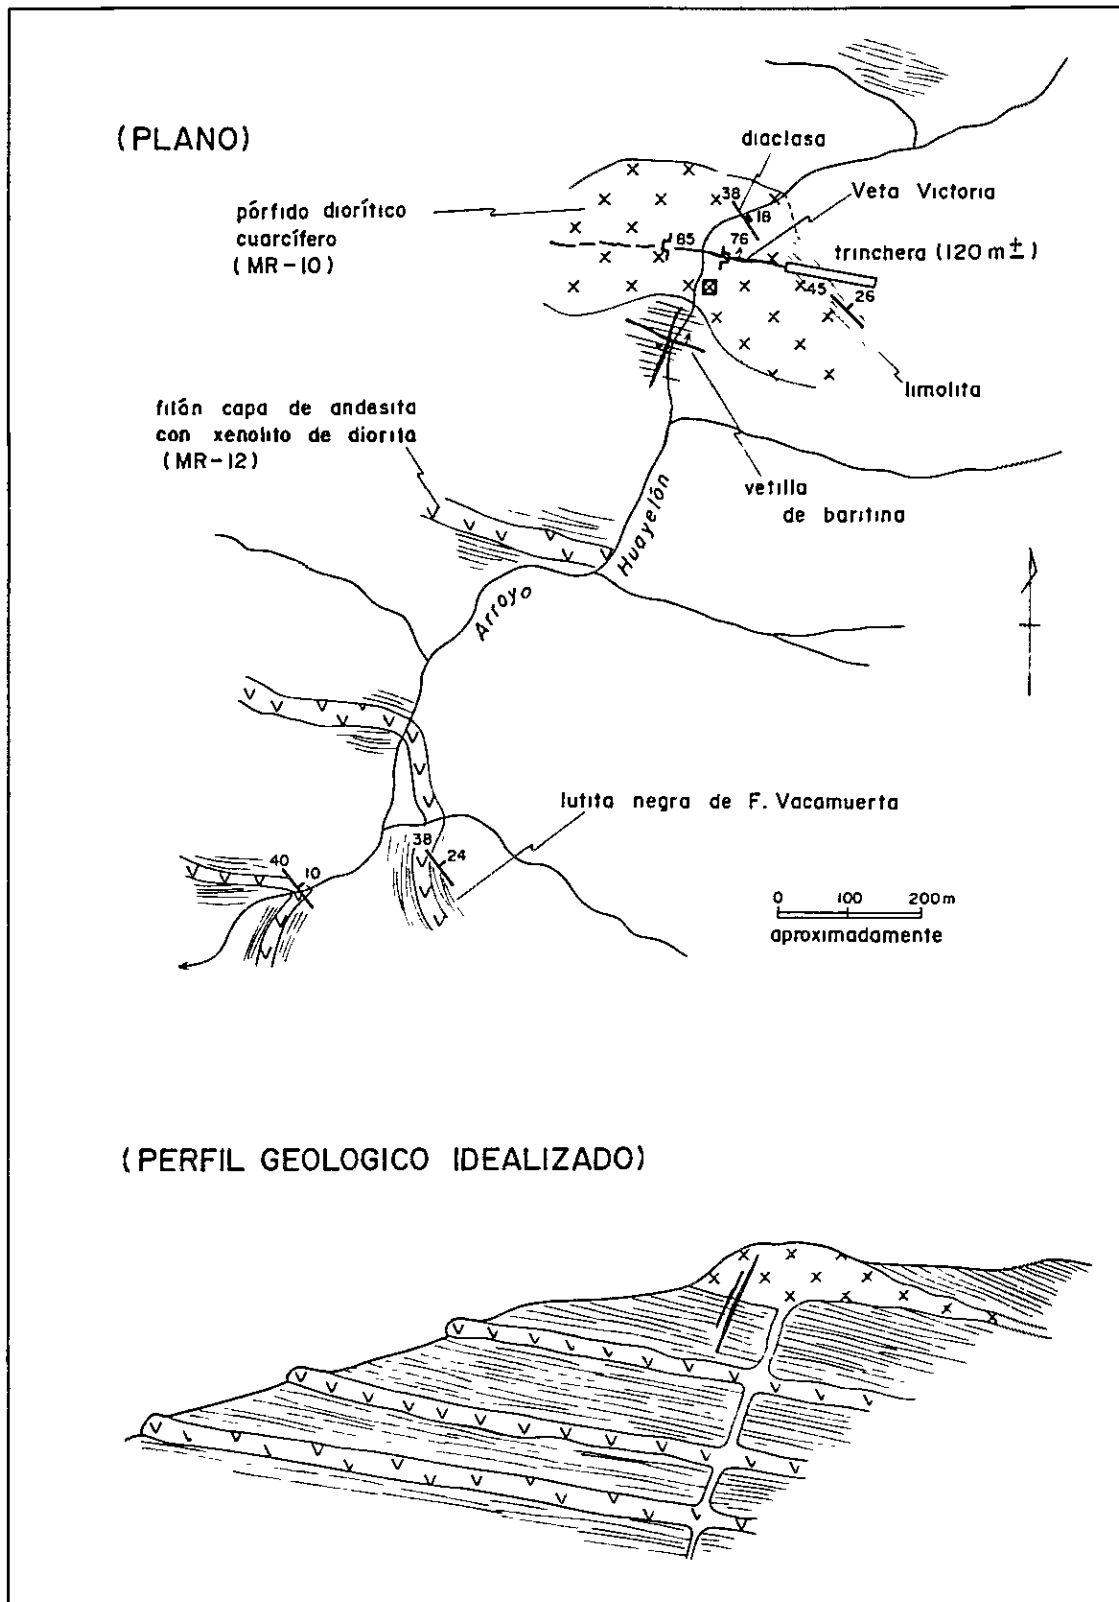 (PLANO)
diaclasa
38
18
Veta Victoria
pórfido diorítico
cuarcífero
(MR-10)
85
76
trinchera (120 m ±)
45
26
limolita
filón capa de andesita
con xenolito de diorita
(MR-12)
vetilla
de baritina
Arroyo Huayelón
lutita negra de F. Vacamuerta
38
24
40
10
0 100 200m
aproximadamente
(PERFIL GEOLOGICO IDEALIZADO)